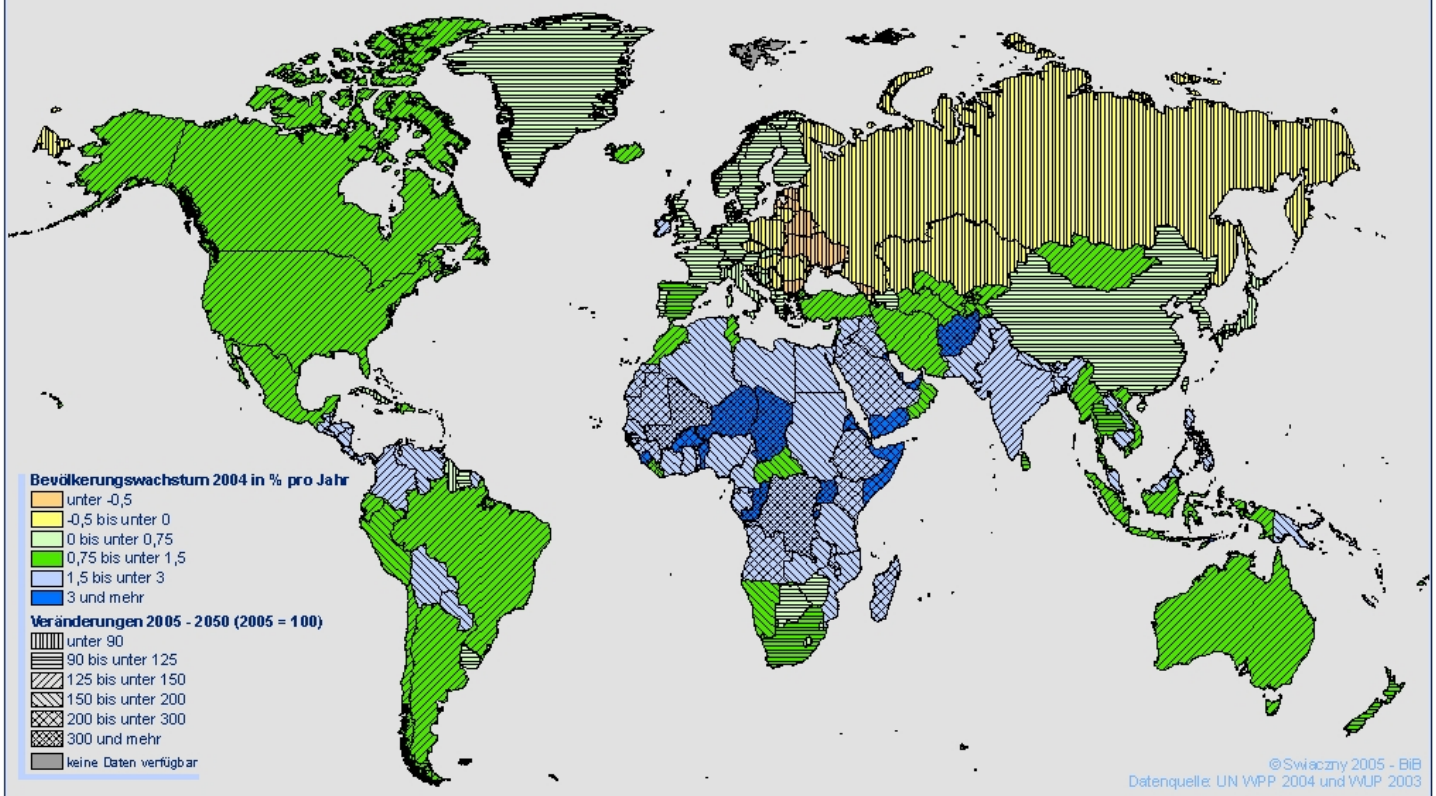 Bevölkerungswachstum 2004 in % pro Jahr
unter -0,5
-0,5 bis unter 0
0 bis unter 0,75
0,75 bis unter 1,5
1,5 bis unter 3
3 und mehr
Veränderungen 2005 - 2050 (2005 = 100)
unter 90
90 bis unter 125
125 bis unter 150
150 bis unter 200
200 bis unter 300
300 und mehr
keine Daten verfügbar
©Swiaczny 2005 - BiB
Datenquelle: UN WPP 2004 und WUP 2003